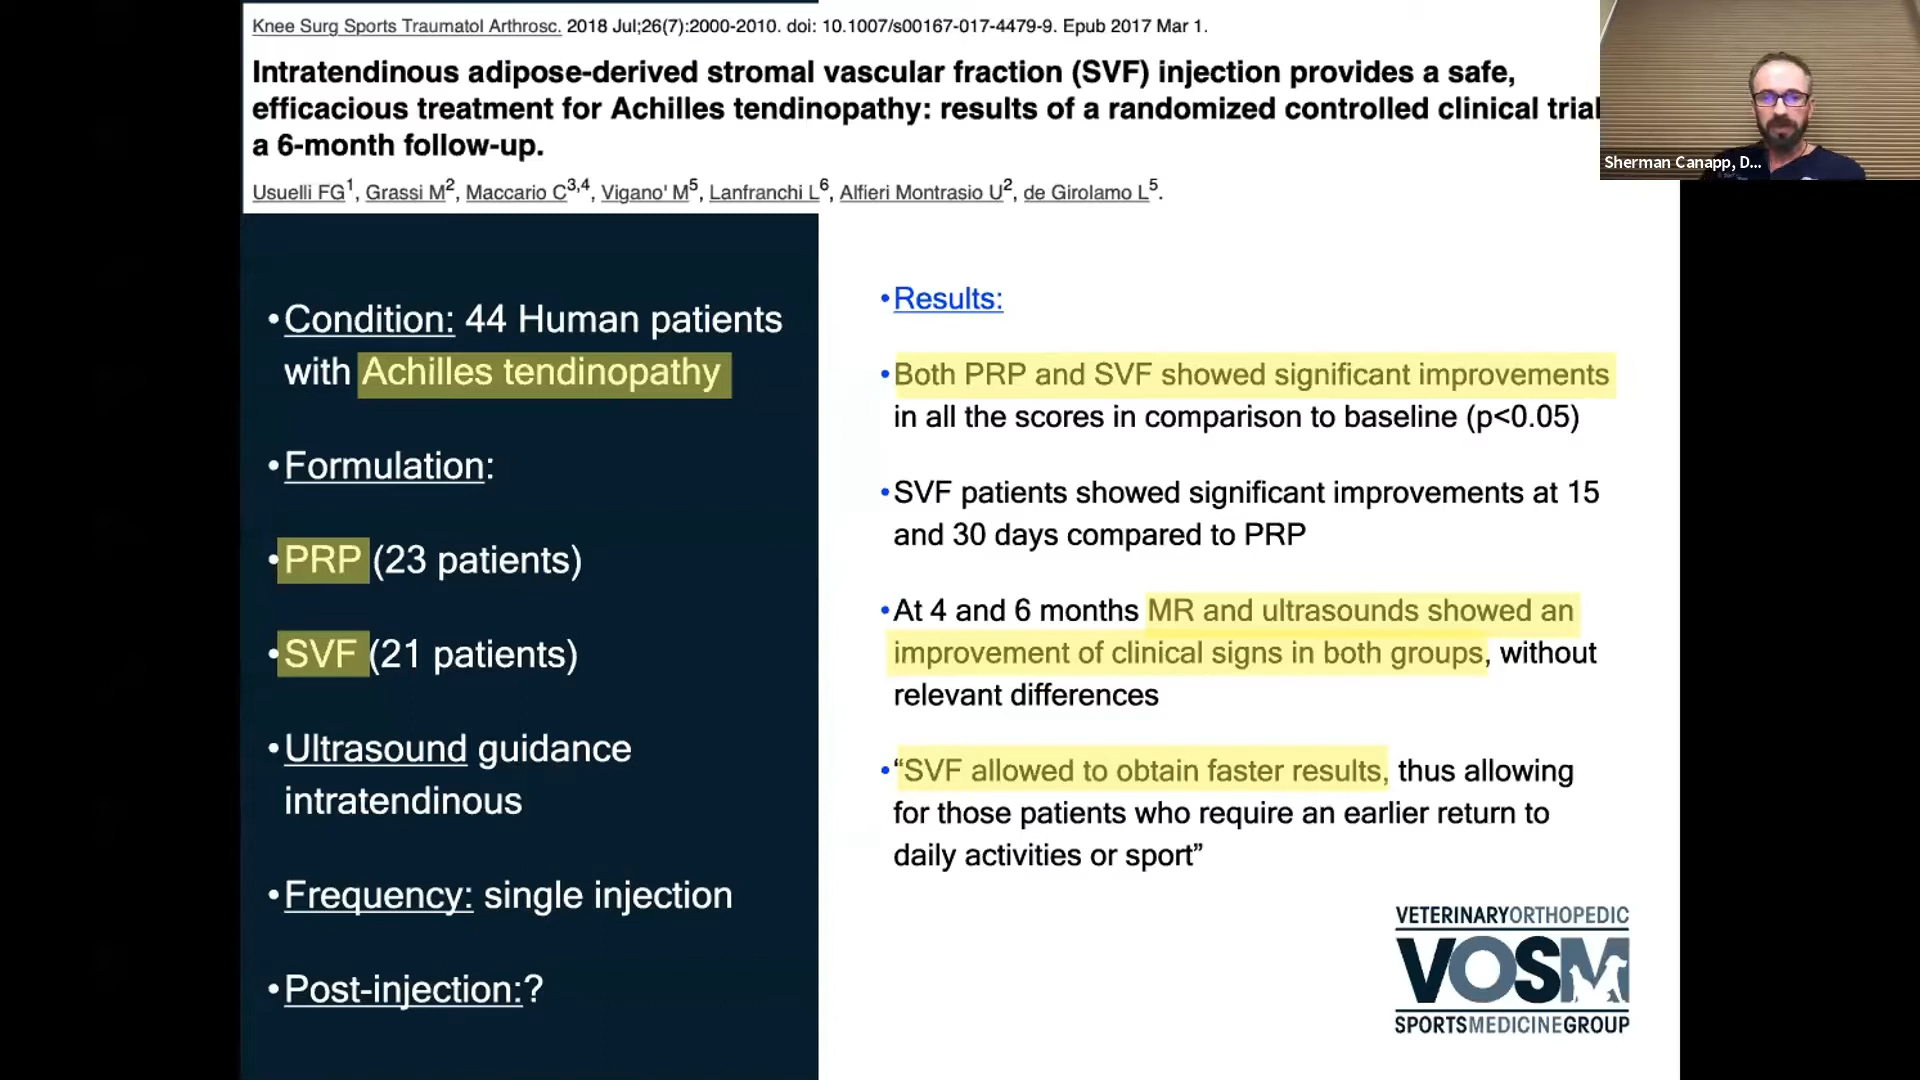 Knee Surg Sports Traumatol Arthrosc. 2018 Jul;26(7):2000-2010. doi: 10.1007/s00167-017-4479-9. Epub 2017 Mar 1.
Intratendinous adipose-derived stromal vascular fraction (SVF) injection provides a safe,
efficacious treatment for Achilles tendinopathy: results of a randomized controlled clinical trial
a 6-month follow-up.
Usuelli FG1, Grassi M2, Maccario C3,4, Vigano' M5, Lanfranchi L6, Alfieri Montrasio U2, de Girolamo L5.
Sherman Canapp, D...
•Condition: 44 Human patients
with Achilles tendinopathy
•Formulation:
•PRP (23 patients)
•SVF (21 patients)
•Ultrasound guidance
intratendinous
•Frequency: single injection
•Post-injection:?
•Results:
•Both PRP and SVF showed significant improvements
in all the scores in comparison to baseline (p<0.05)
•SVF patients showed significant improvements at 15
and 30 days compared to PRP
•At 4 and 6 months MR and ultrasounds showed an
improvement of clinical signs in both groups, without
relevant differences
•“SVF allowed to obtain faster results, thus allowing
for those patients who require an earlier return to
daily activities or sport”
VETERINARYORTHOPEDIC
VOSM
SPORTSMEDICINEGROUP